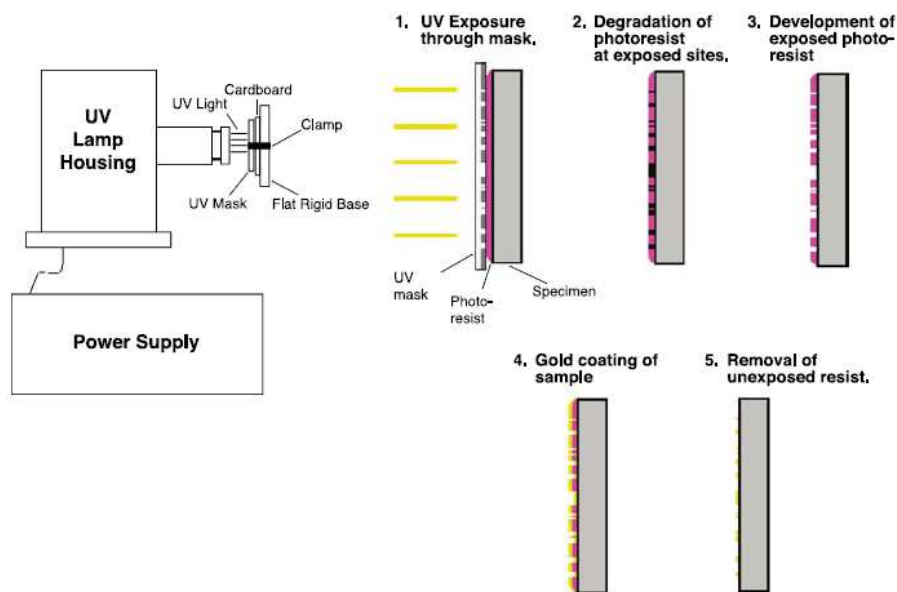 UV
Lamp
Housing
UV Light
Cardboard
Clamp
UV Mask
Flat Rigid Base
Power Supply
1. UV Exposure
through mask.
UV
mask
Photo-
resist
Specimen
2. Degradation of
photoresist
at exposed sites.
3. Development of
exposed photo-
resist
4. Gold coating of
sample
5. Removal of
unexposed resist.